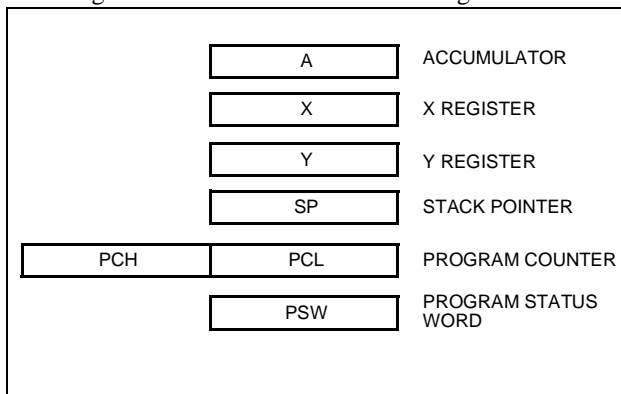 A ACCUMULATOR
X X REGISTER
Y Y REGISTER
SP STACK POINTER
PCH PCL PROGRAM COUNTER
PSW PROGRAM STATUS
WORD